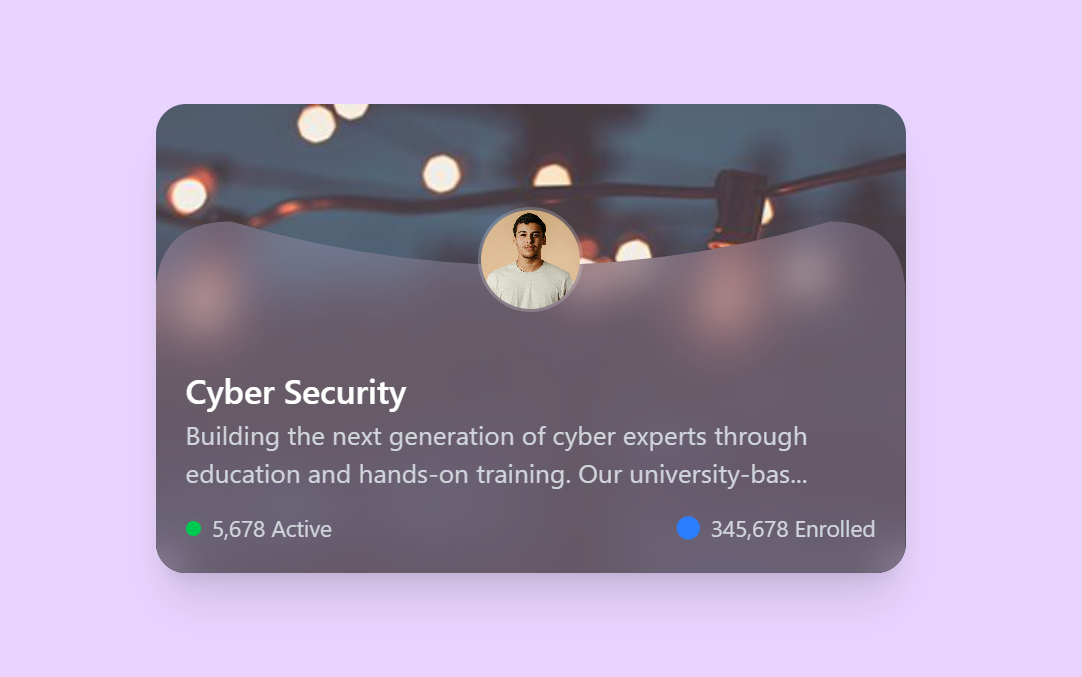 Cyber Security
Building the next generation of cyber experts through
education and hands-on training. Our university-bas...
5,678 Active
345,678 Enrolled